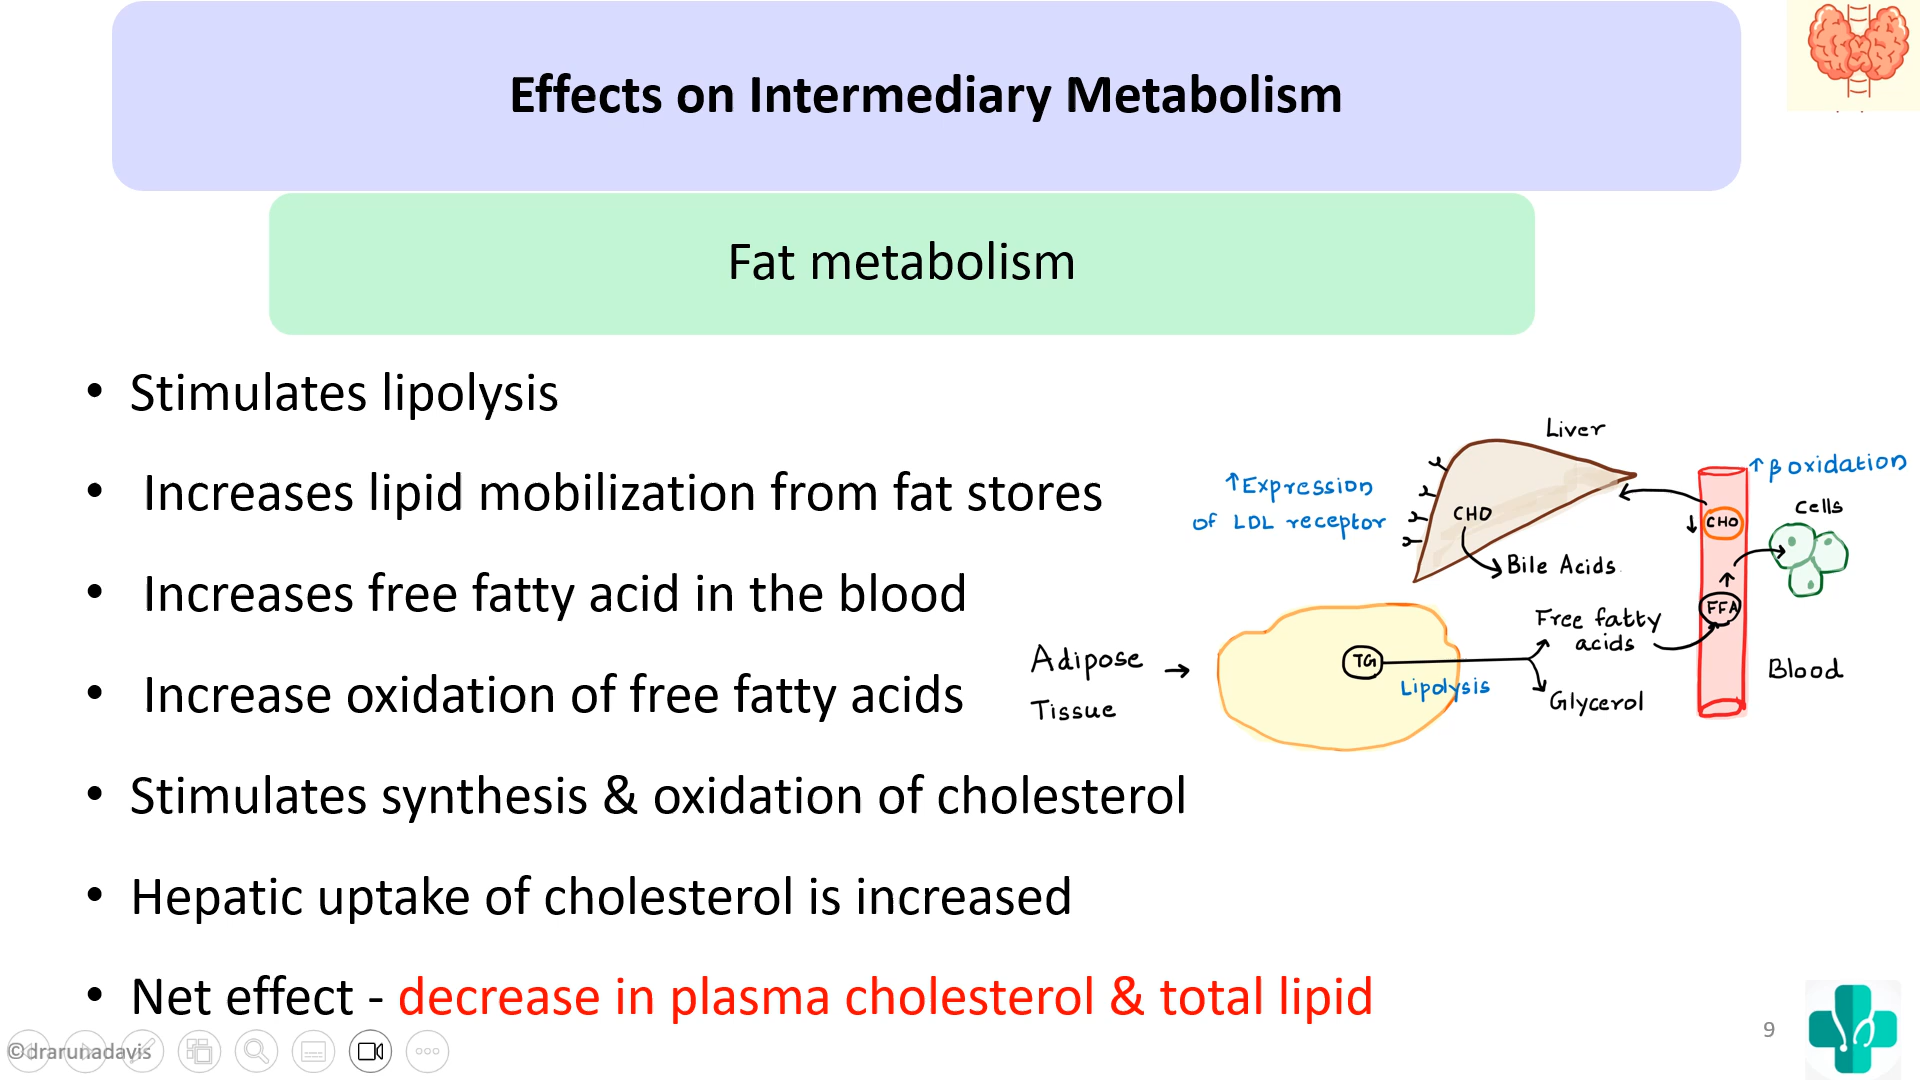 Effects on Intermediary Metabolism
Fat metabolism
• Stimulates lipolysis
• Increases lipid mobilization from fat stores
• Increases free fatty acid in the blood
• Increase oxidation of free fatty acids
• Stimulates synthesis & oxidation of cholesterol
• Hepatic uptake of cholesterol is increased
• Net effect - decrease in plasma cholesterol & total lipid
Liver
↑Expression
of LDL receptor
CHO
Bile Acids
↑β oxidation
cells
↓ CHO
↑
FFA
Blood
Adipose →
Tissue
TG
Lipolysis
Free fatty
acids
Glycerol
©drarunadavis
9